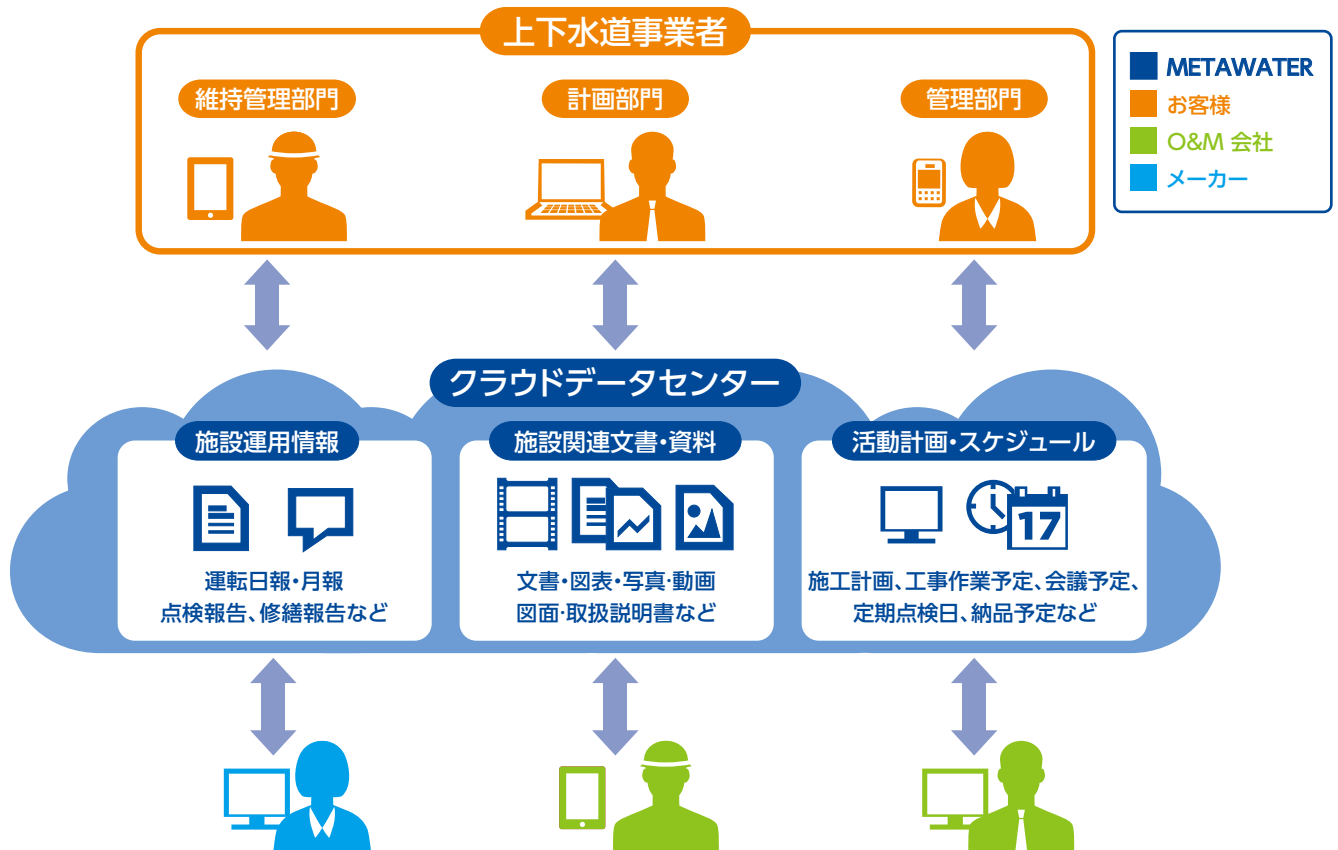 上下水道事業者
維持管理部門
計画部門
管理部門
METAWATER
お客様
O&M 会社
メーカー
クラウドデータセンター
施設運用情報
運転日報・月報
点検報告、修繕報告など
施設関連文書・資料
文書・図表・写真・動画
図面・取扱説明書など
活動計画・スケジュール
17
施工計画、工事作業予定、会議予定、
定期点検日、納品予定など